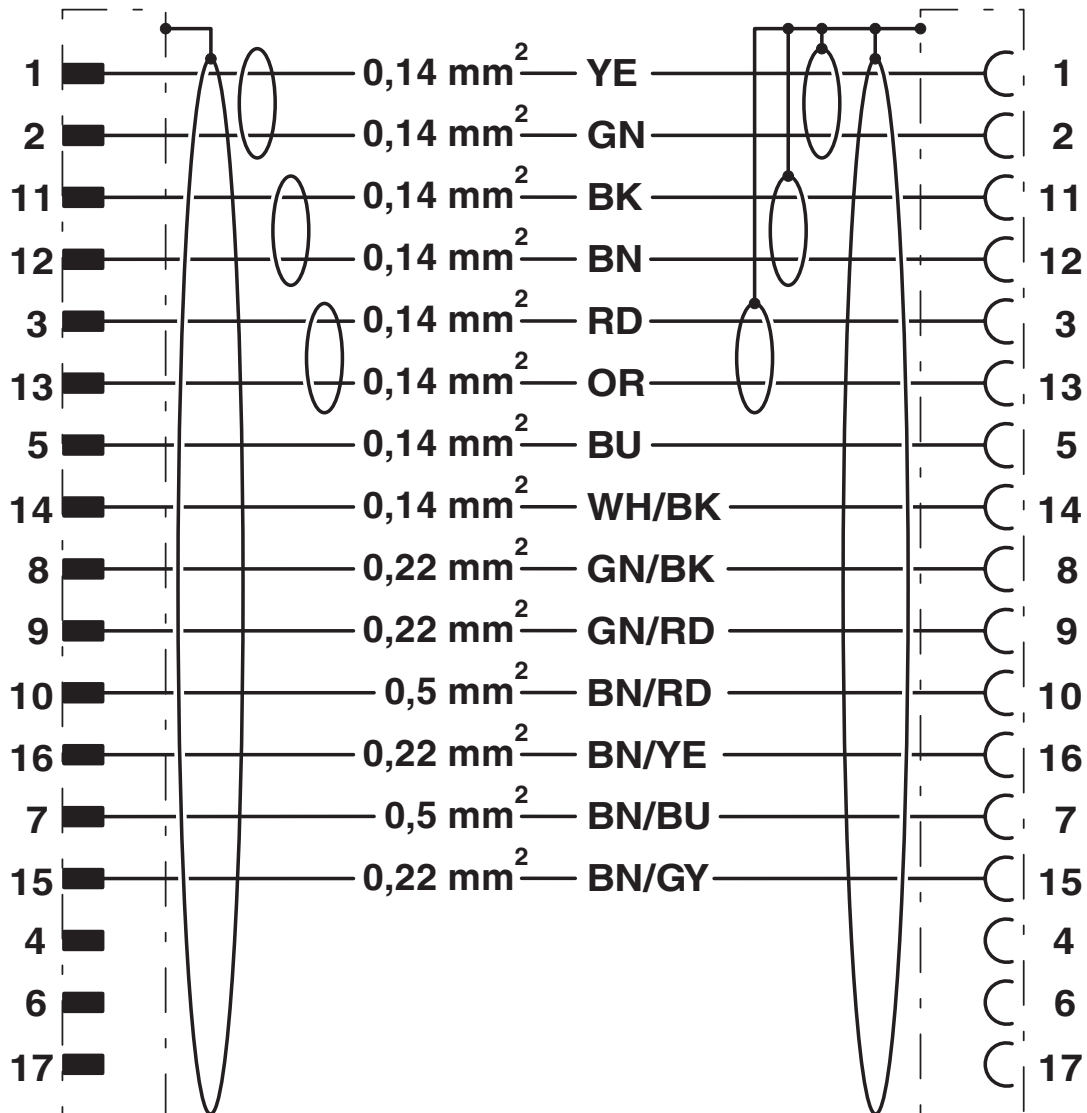 1 0,14 mm² YE 1
2 0,14 mm² GN 2
11 0,14 mm² BK 11
12 0,14 mm² BN 12
3 0,14 mm² RD 3
13 0,14 mm² OR 13
5 0,14 mm² BU 5
14 0,14 mm² WH/BK 14
8 0,22 mm² GN/BK 8
9 0,22 mm² GN/RD 9
10 0,5 mm² BN/RD 10
16 0,22 mm² BN/YE 16
7 0,5 mm² BN/BU 7
15 0,22 mm² BN/GY 15
4 4
6 6
17 17